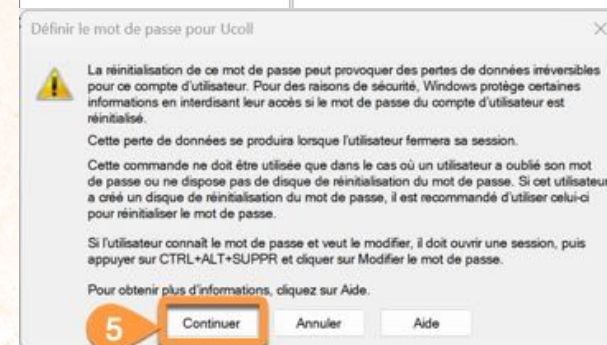 Définir le mot de passe pour Ucoll
La réinitialisation de ce mot de passe peut provoquer des pertes de données irréversibles
pour ce compte d'utilisateur. Pour des raisons de sécurité, Windows protège certaines
informations en interdisant leur accès si le mot de passe du compte d'utilisateur est
réinitialisé.
Cette perte de données se produira lorsque l'utilisateur fermera sa session.
Cette commande ne doit être utilisée que dans le cas où un utilisateur a oublié son mot
de passe ou ne dispose pas de disque de réinitialisation du mot de passe. Si cet utilisateur
a créé un disque de réinitialisation du mot de passe, il est recommandé d'utiliser celui-ci
pour réinitialiser le mot de passe.
Si l'utilisateur connaît le mot de passe et veut le modifier, il doit ouvrir une session, puis
appuyer sur CTRL+ALT+SUPPR et cliquer sur Modifier le mot de passe.
Pour obtenir plus d'informations, cliquez sur Aide.
5 Continuer Annuler Aide